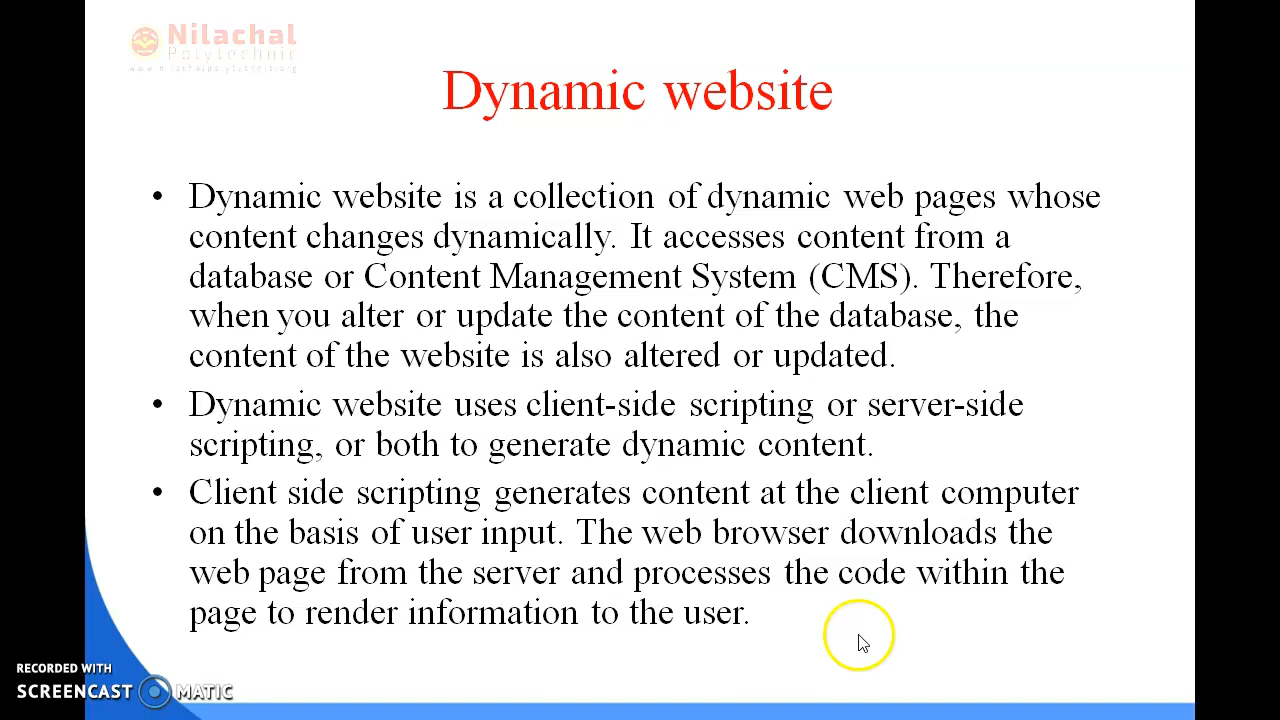 Nilachal
Polytechnic
www.nilachalpolytechnic.org
Dynamic website
• Dynamic website is a collection of dynamic web pages whose
content changes dynamically. It accesses content from a
database or Content Management System (CMS). Therefore,
when you alter or update the content of the database, the
content of the website is also altered or updated.
• Dynamic website uses client-side scripting or server-side
scripting, or both to generate dynamic content.
• Client side scripting generates content at the client computer
on the basis of user input. The web browser downloads the
web page from the server and processes the code within the
page to render information to the user.
RECORDED WITH
SCREENCAST MATIC